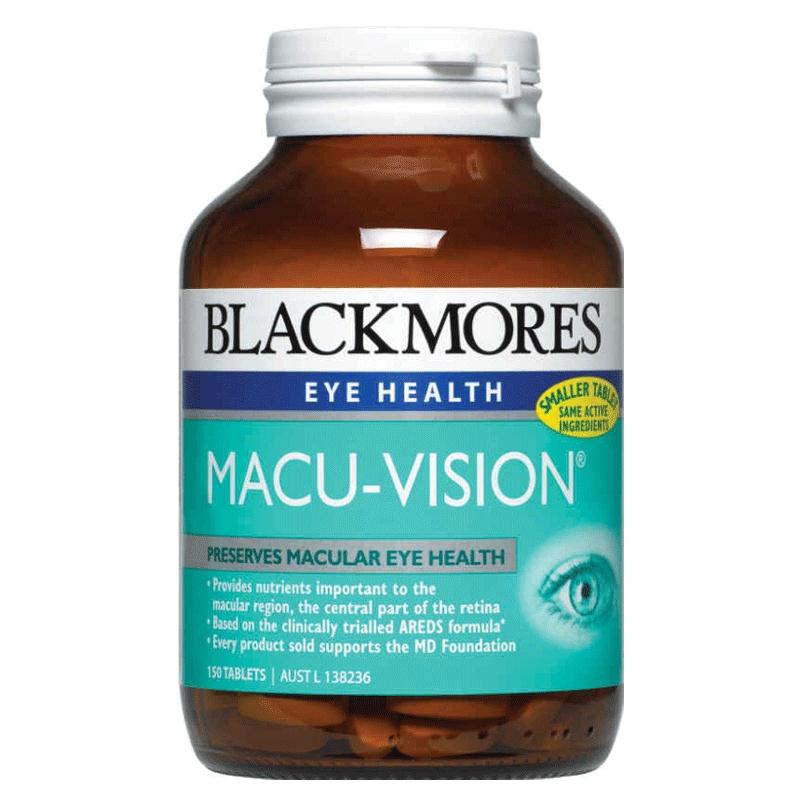 BLACKMORES
EYE HEALTH
SMALLER TABLET
SAME ACTIVE
INGREDIENTS
MACU-VISION®
PRESERVES MACULAR EYE HEALTH
• Provides nutrients important to the
macular region, the central part of the retina
• Based on the clinically trialled AREDS formula*
• Every product sold supports the MD Foundation
150 TABLETS | AUST L 138236